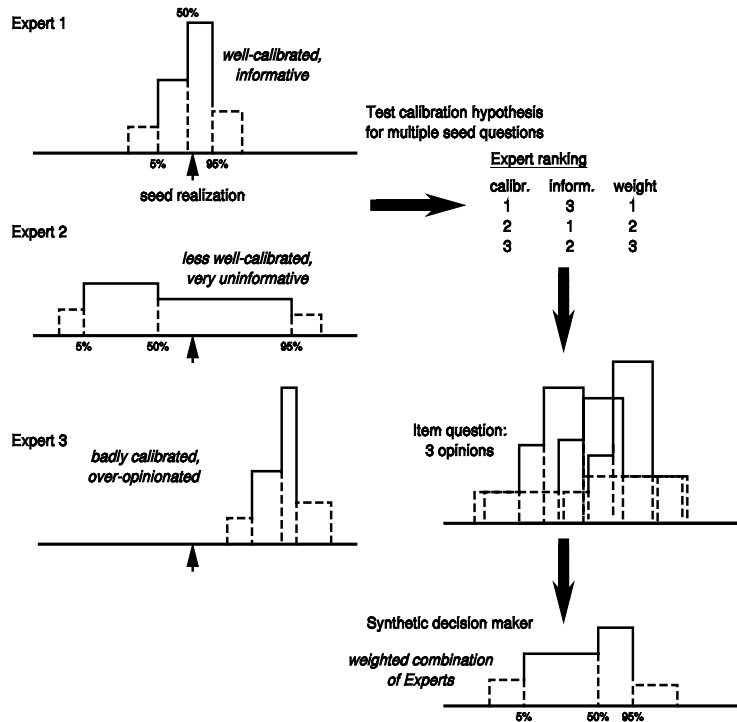 Expert 1
50%
well-calibrated,
informative
5%
95%
seed realization
Expert 2
less well-calibrated,
very uninformative
5%
50%
95%
Expert 3
badly calibrated,
over-opinionated
Test calibration hypothesis
for multiple seed questions
Expert ranking
calibr. inform. weight
1 3 1
2 1 2
3 2 3
Item question:
3 opinions
Synthetic decision maker
weighted combination
of Experts
5% 50% 95%